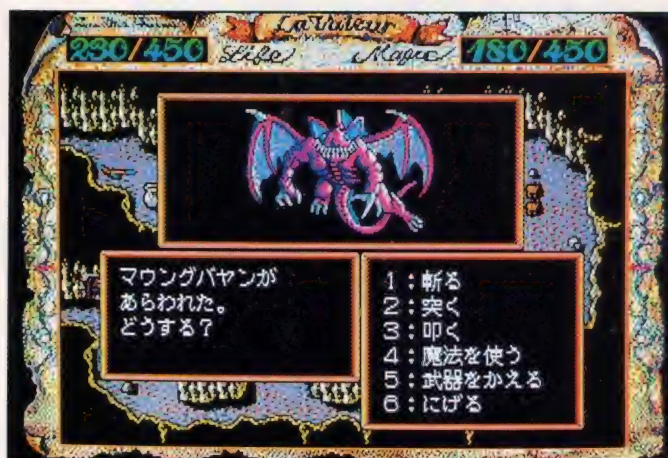 La Valeur
230/450
Life
Magic
180/450
マウングバヤンが
あらわれた。
どうする?
1:斬る
2:突く
3:叩く
4:魔法を使う
5:武器をかえる
6:にげる